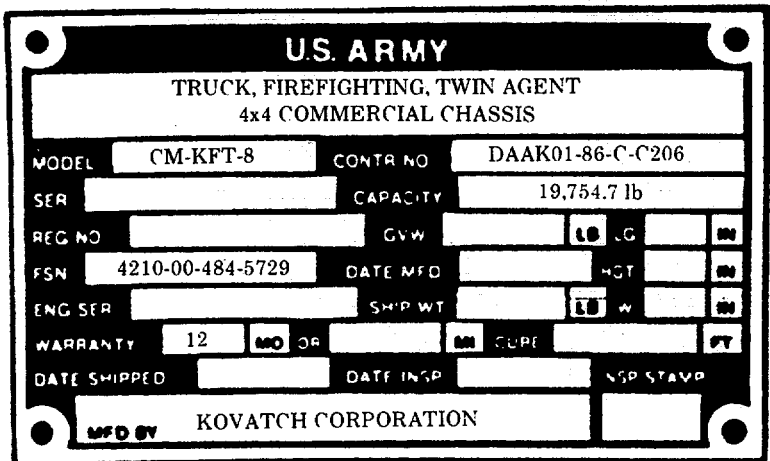 U.S. ARMY
TRUCK, FIREFIGHTING, TWIN AGENT
4x4 COMMERCIAL CHASSIS
MODEL CM-KFT-8 CONTR NO DAAK01-86-C-C206
SER CAPACITY 19,754.7 lb
REG NO GVW LB LG IN
FSN 4210-00-484-5729 DATE MFD HGT IN
ENG SER SHIP WT LB W IN
WARRANTY 12 MO OR MI CUBE FT
DATE SHIPPED DATE INSP INSP STAMP
MFD BY KOVATCH CORPORATION